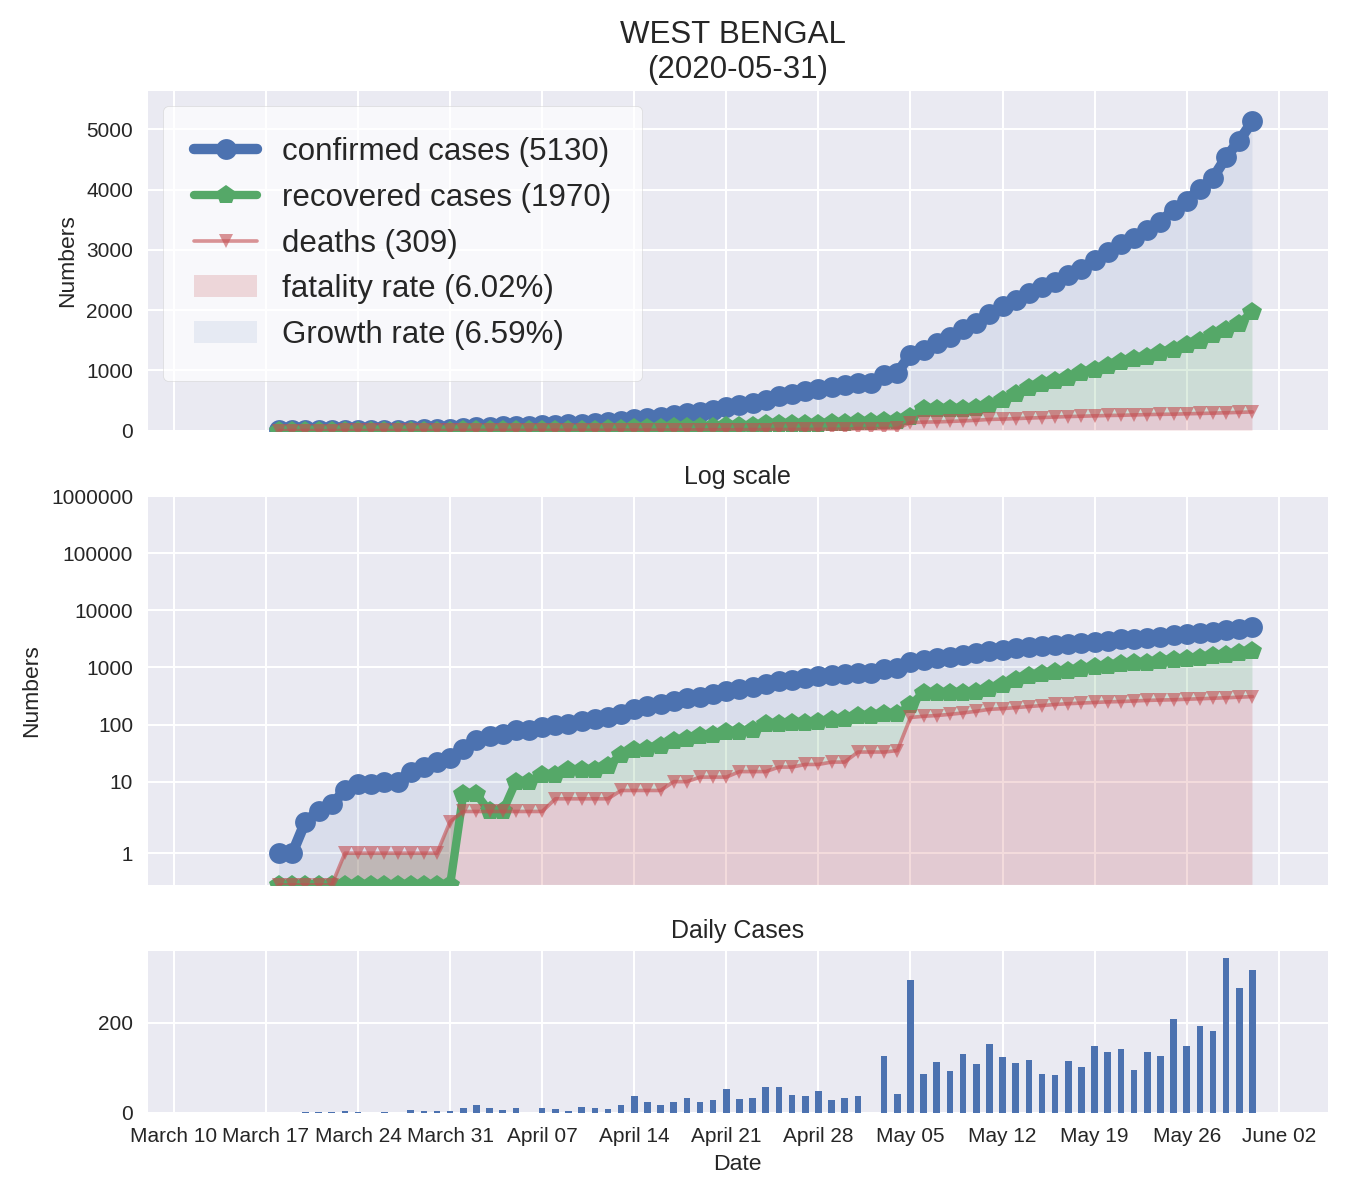 WEST BENGAL
(2020-05-31)
5000
4000
3000
2000
1000
0
Numbers
confirmed cases (5130)
recovered cases (1970)
deaths (309)
fatality rate (6.02%)
Growth rate (6.59%)
Log scale
1000000
100000
10000
1000
100
10
1
Numbers
Daily Cases
200
0
March 10 March 17 March 24 March 31 April 07 April 14 April 21 April 28 May 05 May 12 May 19 May 26 June 02
Date